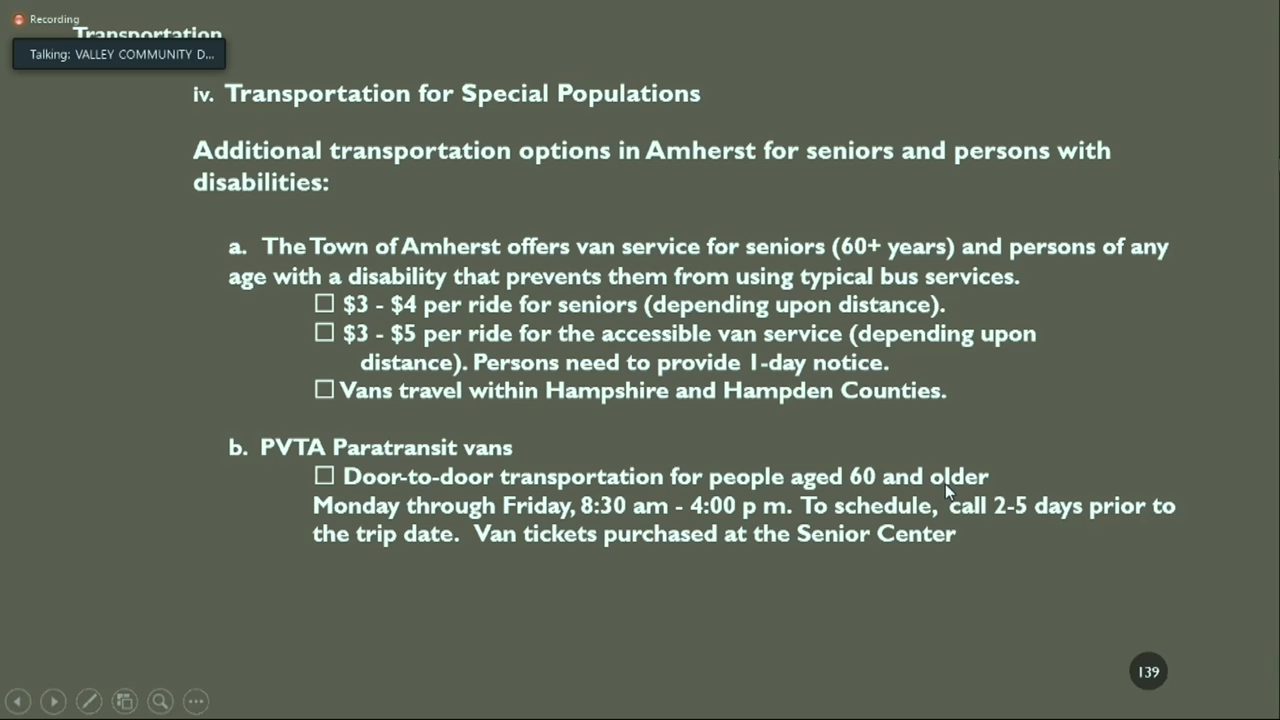 Recording
Transportation
Talking: VALLEY COMMUNITY D...
iv. Transportation for Special Populations
Additional transportation options in Amherst for seniors and persons with
disabilities:
a. The Town of Amherst offers van service for seniors (60+ years) and persons of any
age with a disability that prevents them from using typical bus services.
☐ $3 - $4 per ride for seniors (depending upon distance).
☐ $3 - $5 per ride for the accessible van service (depending upon
distance). Persons need to provide 1-day notice.
☐ Vans travel within Hampshire and Hampden Counties.
b. PVTA Paratransit vans
☐ Door-to-door transportation for people aged 60 and older
Monday through Friday, 8:30 am - 4:00 p m. To schedule, call 2-5 days prior to
the trip date. Van tickets purchased at the Senior Center
139